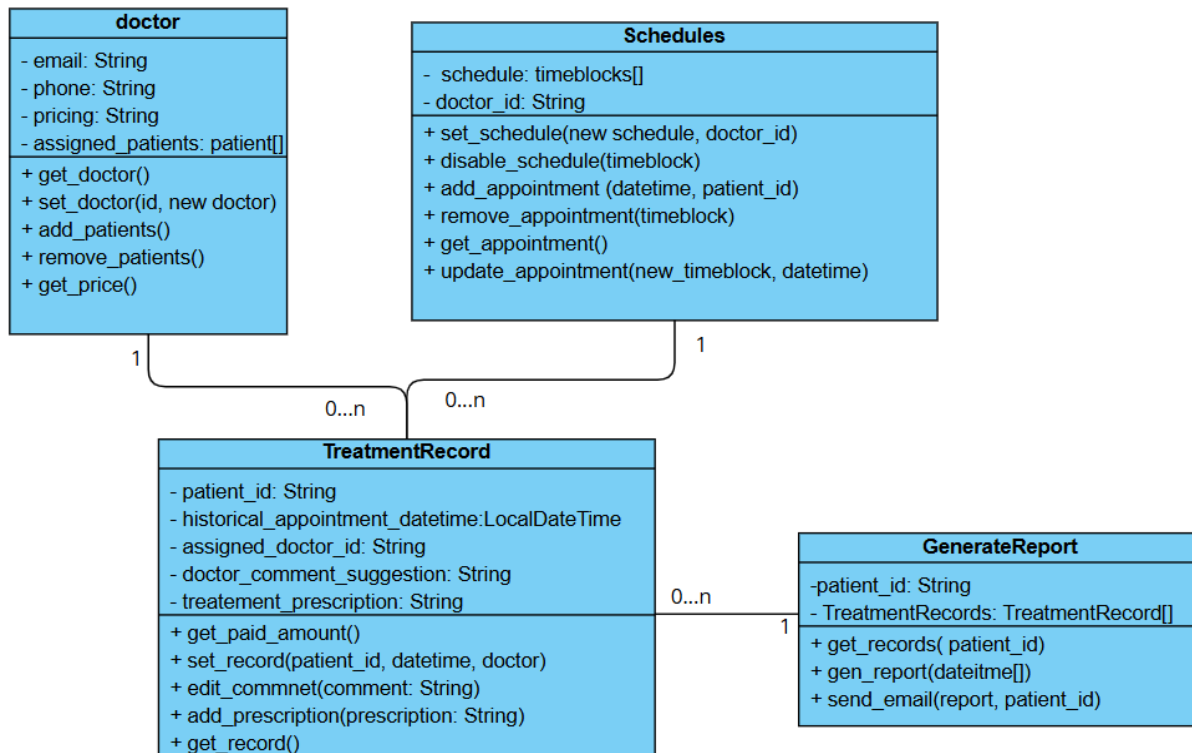 doctor
- email: String
- phone: String
- pricing: String
- assigned_patients: patient[]
+ get_doctor()
+ set_doctor(id, new doctor)
+ add_patients()
+ remove_patients()
+ get_price()
Schedules
- schedule: timeblocks[]
- doctor_id: String
+ set_schedule(new schedule, doctor_id)
+ disable_schedule(timeblock)
+ add_appointment (datetime, patient_id)
+ remove_appointment(timeblock)
+ get_appointment()
+ update_appointment(new_timeblock, datetime)
1
1
0...n
0...n
TreatmentRecord
- patient_id: String
- historical_appointment_datetime:LocalDateTime
- assigned_doctor_id: String
- doctor_comment_suggestion: String
- treatement_prescription: String
+ get_paid_amount()
+ set_record(patient_id, datetime, doctor)
+ edit_commnet(comment: String)
+ add_prescription(prescription: String)
+ get_record()
0...n
1
GenerateReport
-patient_id: String
- TreatmentRecords: TreatmentRecord[]
+ get_records( patient_id)
+ gen_report(dateitme[])
+ send_email(report, patient_id)